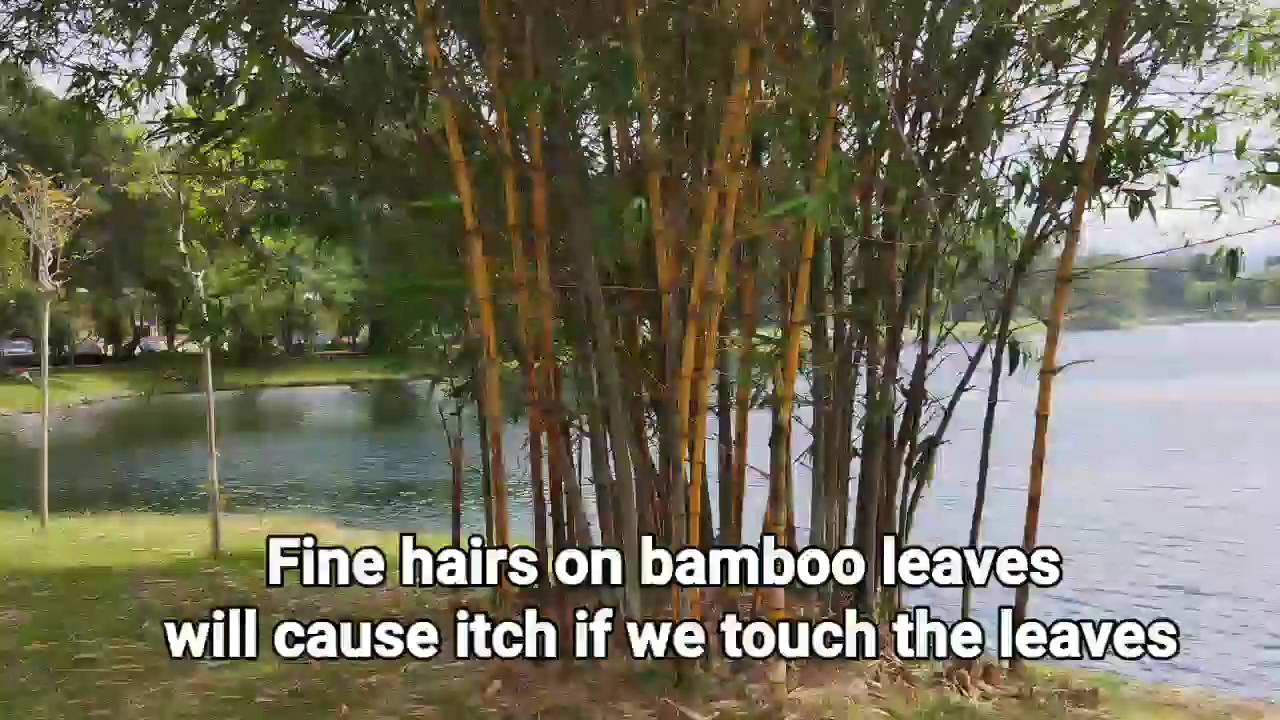 Fine hairs on bamboo leaves
will cause itch if we touch the leaves